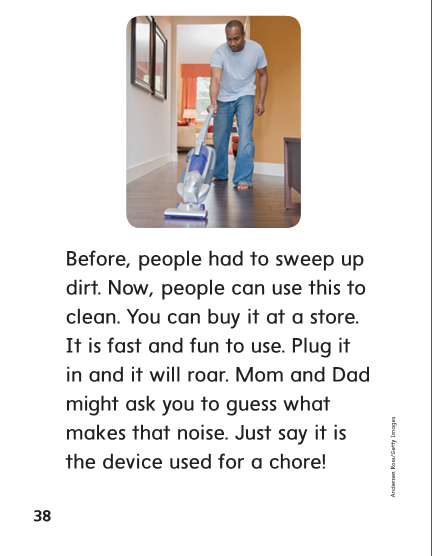 Before, people had to sweep up
dirt. Now, people can use this to
clean. You can buy it at a store.
It is fast and fun to use. Plug it
in and it will roar. Mom and Dad
might ask you to guess what
makes that noise. Just say it is
the device used for a chore!
Andersen Ross/Getty Images
38